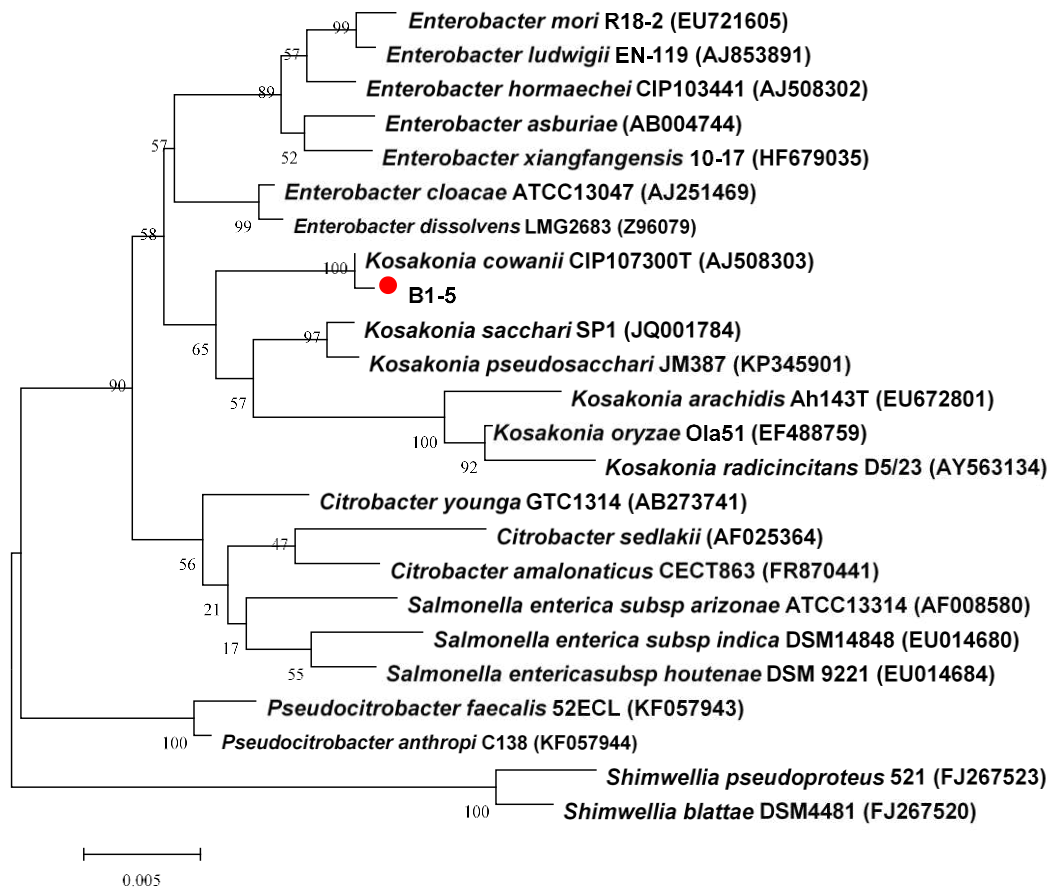 Enterobacter mori R18-2 (EU721605)
99
Enterobacter ludwigii EN-119 (AJ853891)
57
Enterobacter hormaechei CIP103441 (AJ508302)
89
Enterobacter asburiae (AB004744)
52
Enterobacter xiangfangensis 10-17 (HF679035)
57
Enterobacter cloacae ATCC13047 (AJ251469)
99
Enterobacter dissolvens LMG2683 (Z96079)
58
Kosakonia cowanii CIP107300T (AJ508303)
100
B1-5
Kosakonia sacchari SP1 (JQ001784)
97
65
Kosakonia pseudosacchari JM387 (KP345901)
90
57
Kosakonia arachidis Ah143T (EU672801)
100
Kosakonia oryzae Ola51 (EF488759)
92
Kosakonia radicincitans D5/23 (AY563134)
Citrobacter younga GTC1314 (AB273741)
Citrobacter sedlakii (AF025364)
47
56
Citrobacter amalonaticus CECT863 (FR870441)
21
Salmonella enterica subsp arizonae ATCC13314 (AF008580)
17
Salmonella enterica subsp indica DSM14848 (EU014680)
55
Salmonella entericasubsp houtenae DSM 9221 (EU014684)
Pseudocitrobacter faecalis 52ECL (KF057943)
100
Pseudocitrobacter anthropi C138 (KF057944)
Shimwellia pseudoproteus 521 (FJ267523)
100
Shimwellia blattae DSM4481 (FJ267520)
0.005